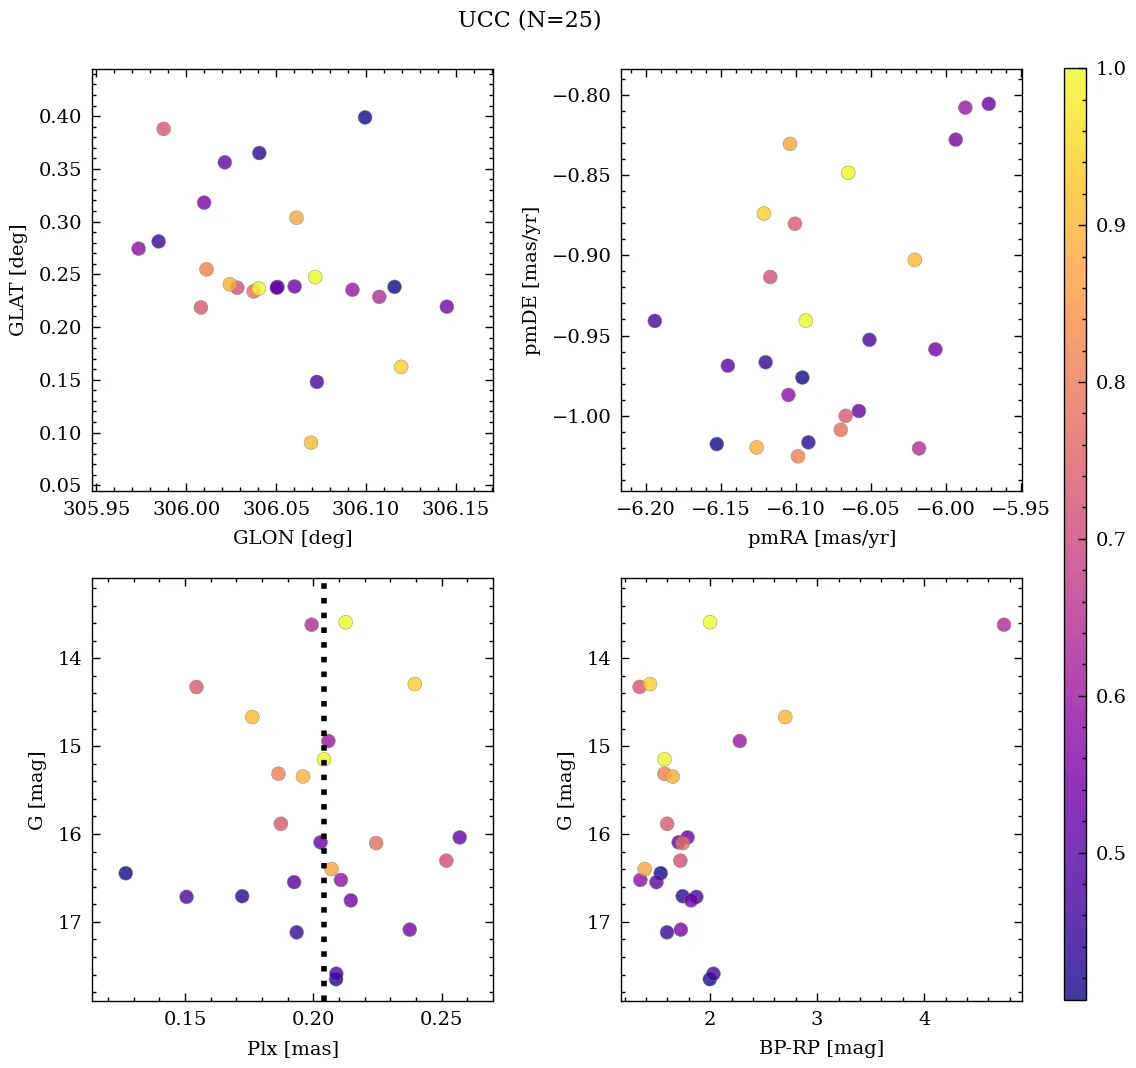 UCC (N=25)
0.40
0.35
0.30
0.25
0.20
0.15
0.10
0.05
GLAT [deg]
305.95 306.00 306.05 306.10 306.15
GLON [deg]
−0.80
−0.85
−0.90
−0.95
−1.00
pmDE [mas/yr]
−6.20 −6.15 −6.10 −6.05 −6.00 −5.95
pmRA [mas/yr]
14
15
16
17
G [mag]
0.15 0.20 0.25
Plx [mas]
14
15
16
17
G [mag]
2 3 4
BP-RP [mag]
1.0
0.9
0.8
0.7
0.6
0.5